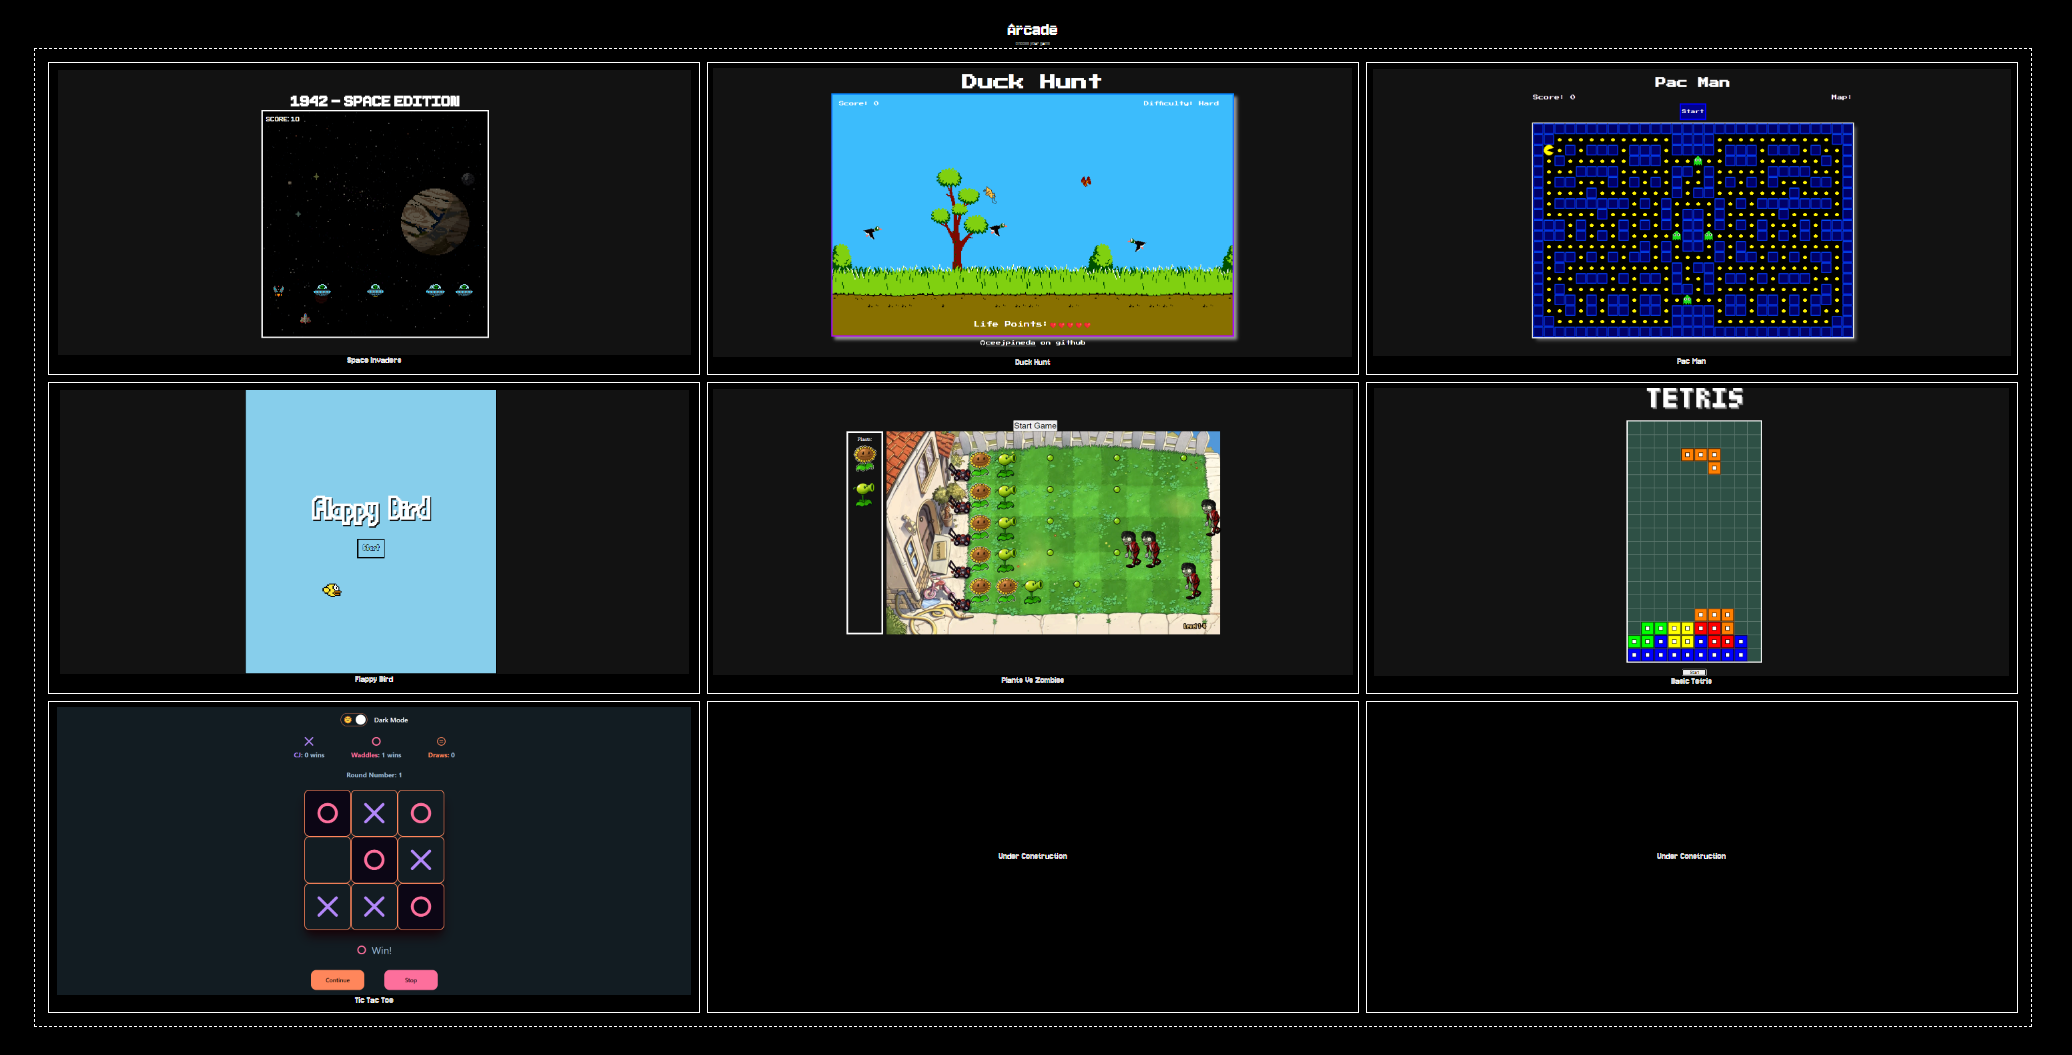 Arcade
1942 - SPACE EDITION
SCORE:10
Space Invaders
Duck Hunt
Score: 0
Difficulty: Hard
Life Points:
@ceejpineda on github
Duck Hunt
Pac Man
Score: 0
Map:
Start
Pac Man
Flappy Bird
Start
Flappy Bird
Start Game
Plants:
Plants Vs Zombies
TETRIS
Basic Tetris
Dark Mode
CJ: 0 wins
Waddles: 1 wins
Draws: 0
Round Number: 1
Win!
Continue
Stop
Tic Tac Toe
Under Construction
Under Construction